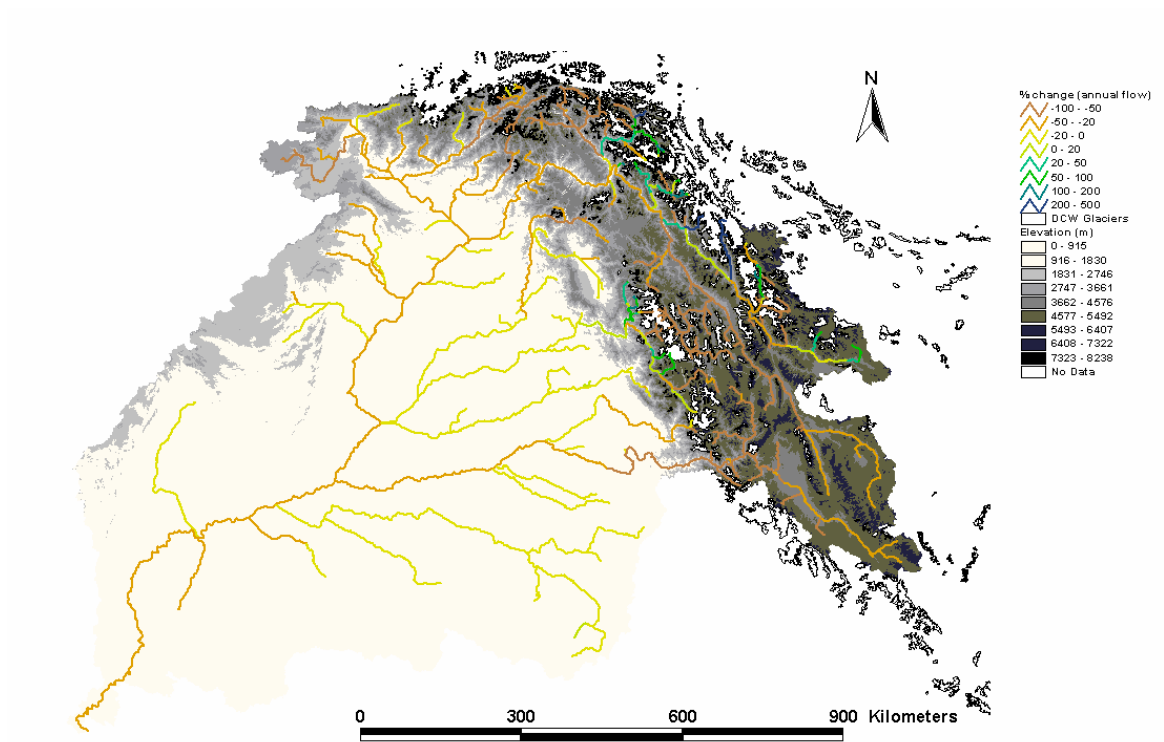 N
% change (annual flow)
-100 - -50
-50 - -20
-20 - 0
0 - 20
20 - 50
50 - 100
100 - 200
200 - 500
DCW Glaciers
Elevation (m)
0 - 915
916 - 1830
1831 - 2746
2747 - 3661
3662 - 4576
4577 - 5492
5493 - 6407
6408 - 7322
7323 - 8238
No Data
0 300 600 900 Kilometers